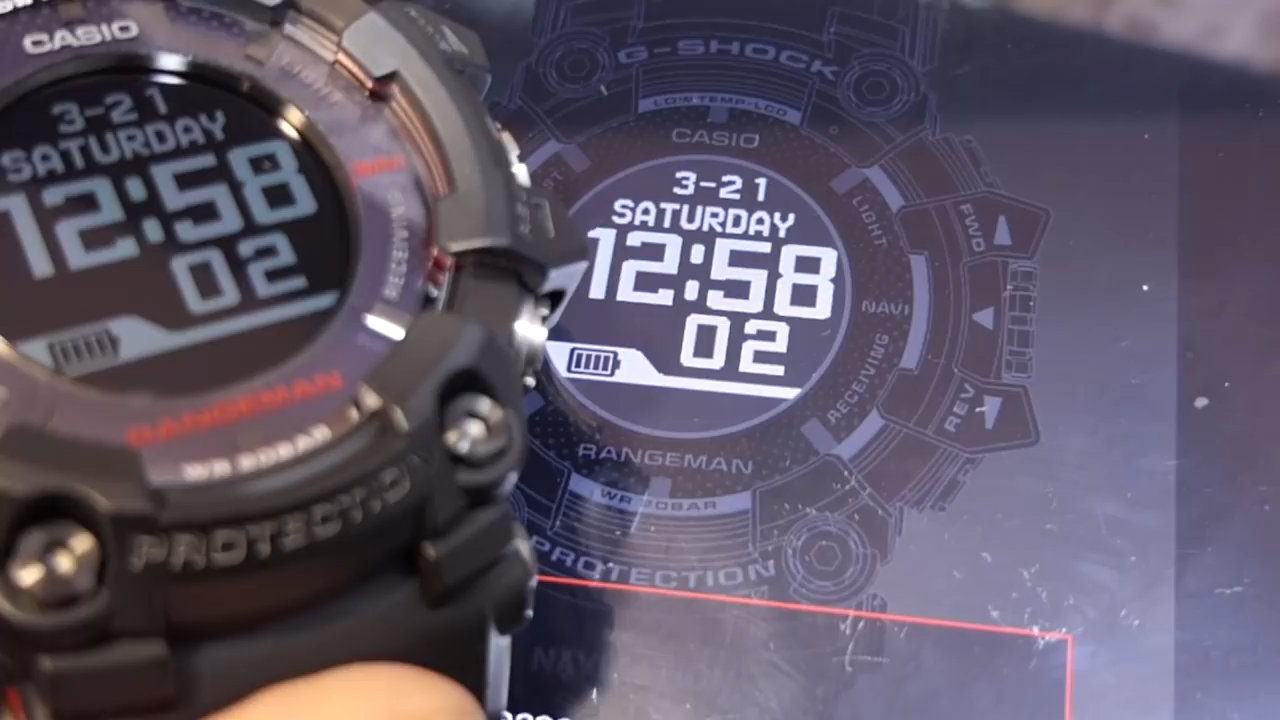 CASIO
3-21
SATURDAY
12:58
02
RECEIVING
RANGEMAN
WR 20BAR
PROTECTION
G-SHOCK
LOW TEMP-LCD
CASIO
LIGHT
FWD
3-21
SATURDAY
12:58
02
NAVI
RECEIVING
REV
RANGEMAN
WR 20BAR
PROTECTION